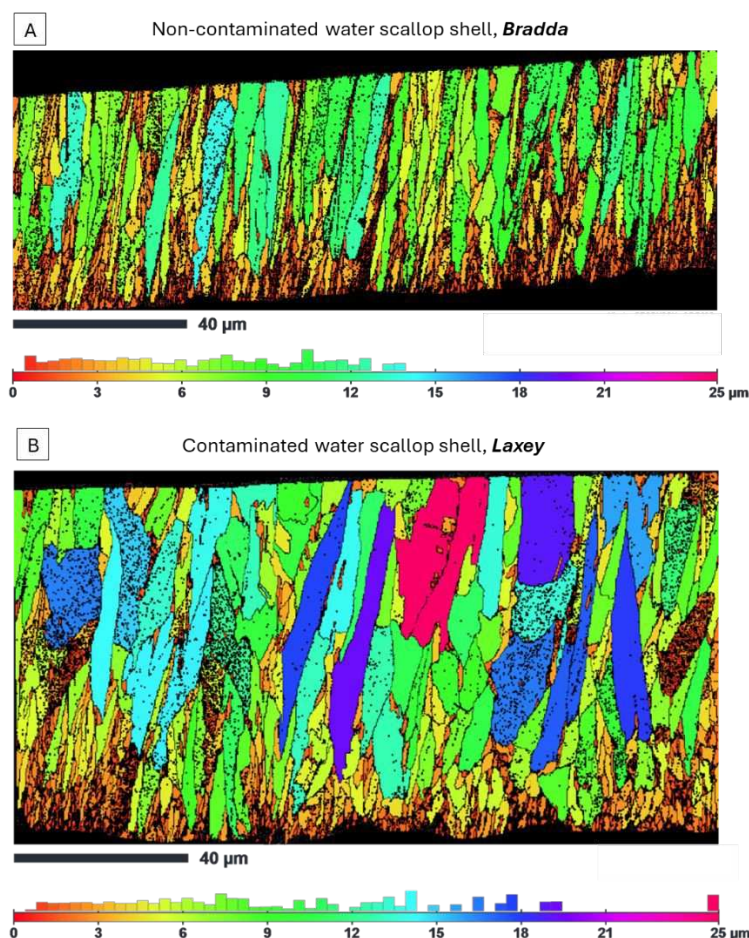 A
Non-contaminated water scallop shell, Bradda
40 µm
0 3 6 9 12 15 18 21 25 µm
B
Contaminated water scallop shell, Laxey
40 µm
0 3 6 9 12 15 18 21 25 µm